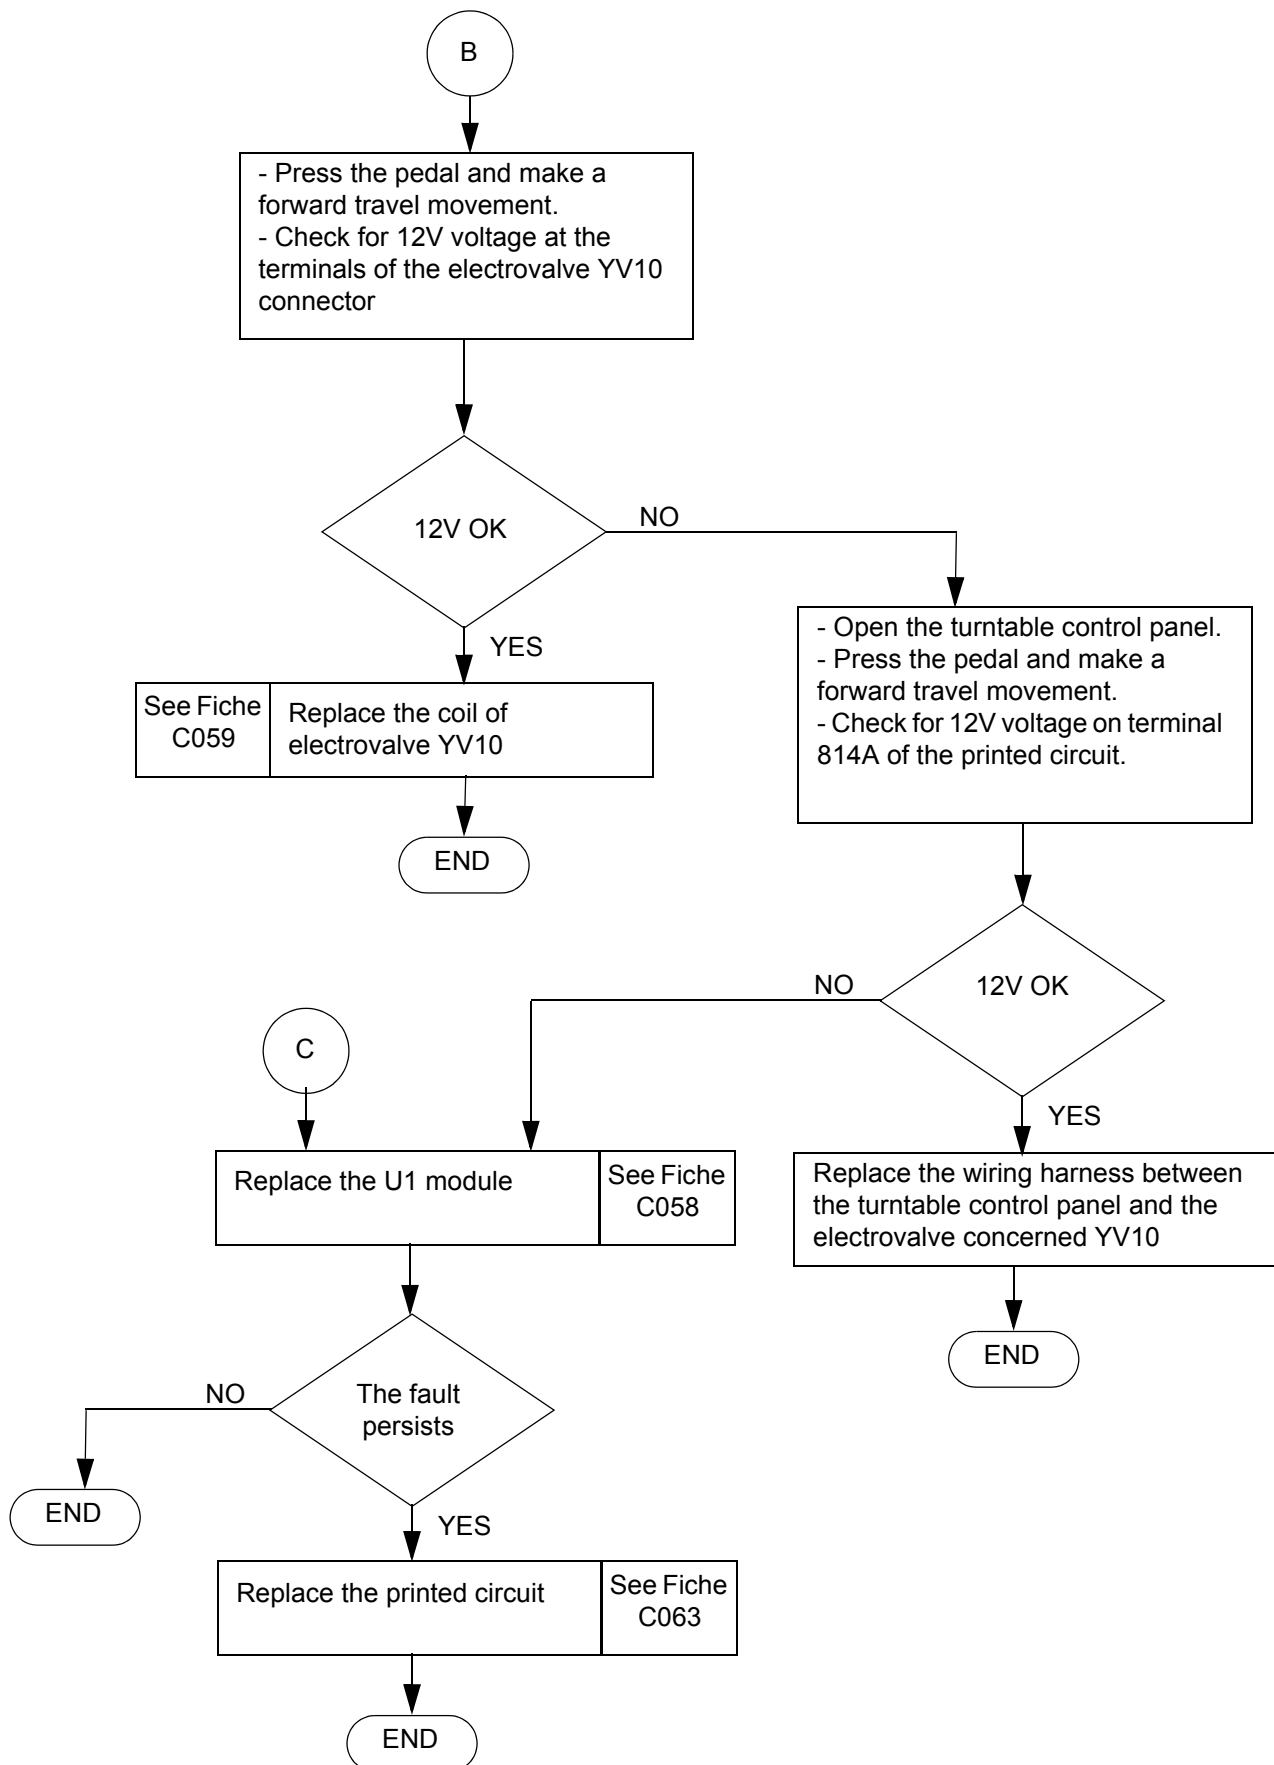 B
- Press the pedal and make a
forward travel movement.
- Check for 12V voltage at the
terminals of the electrovalve YV10
connector
12V OK
NO
YES
See Fiche
C059
Replace the coil of
electrovalve YV10
END
- Open the turntable control panel.
- Press the pedal and make a
forward travel movement.
- Check for 12V voltage on terminal
814A of the printed circuit.
12V OK
NO
YES
C
Replace the U1 module
See Fiche
C058
Replace the wiring harness between
the turntable control panel and the
electrovalve concerned YV10
END
The fault
persists
NO
END
YES
Replace the printed circuit
See Fiche
C063
END